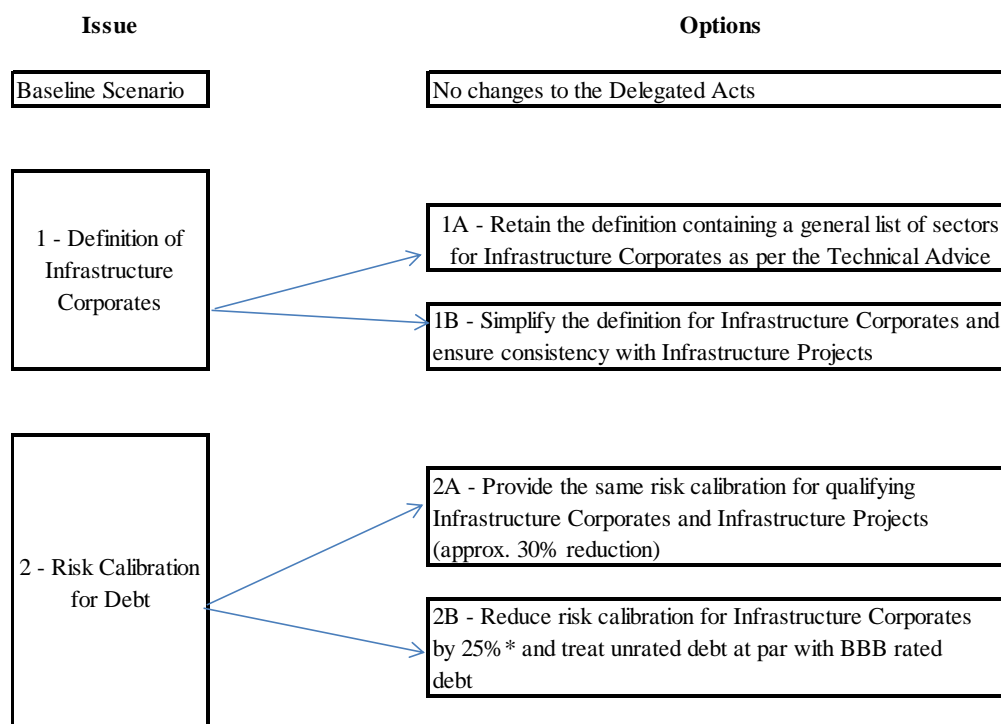 Issue
Options
Baseline Scenario
No changes to the Delegated Acts
1 - Definition of
Infrastructure
Corporates
1A - Retain the definition containing a general list of sectors
for Infrastructure Corporates as per the Technical Advice
1B - Simplify the definition for Infrastructure Corporates and
ensure consistency with Infrastructure Projects
2 - Risk Calibration
for Debt
2A - Provide the same risk calibration for qualifying
Infrastructure Corporates and Infrastructure Projects
(approx. 30% reduction)
2B - Reduce risk calibration for Infrastructure Corporates
by 25%* and treat unrated debt at par with BBB rated
debt